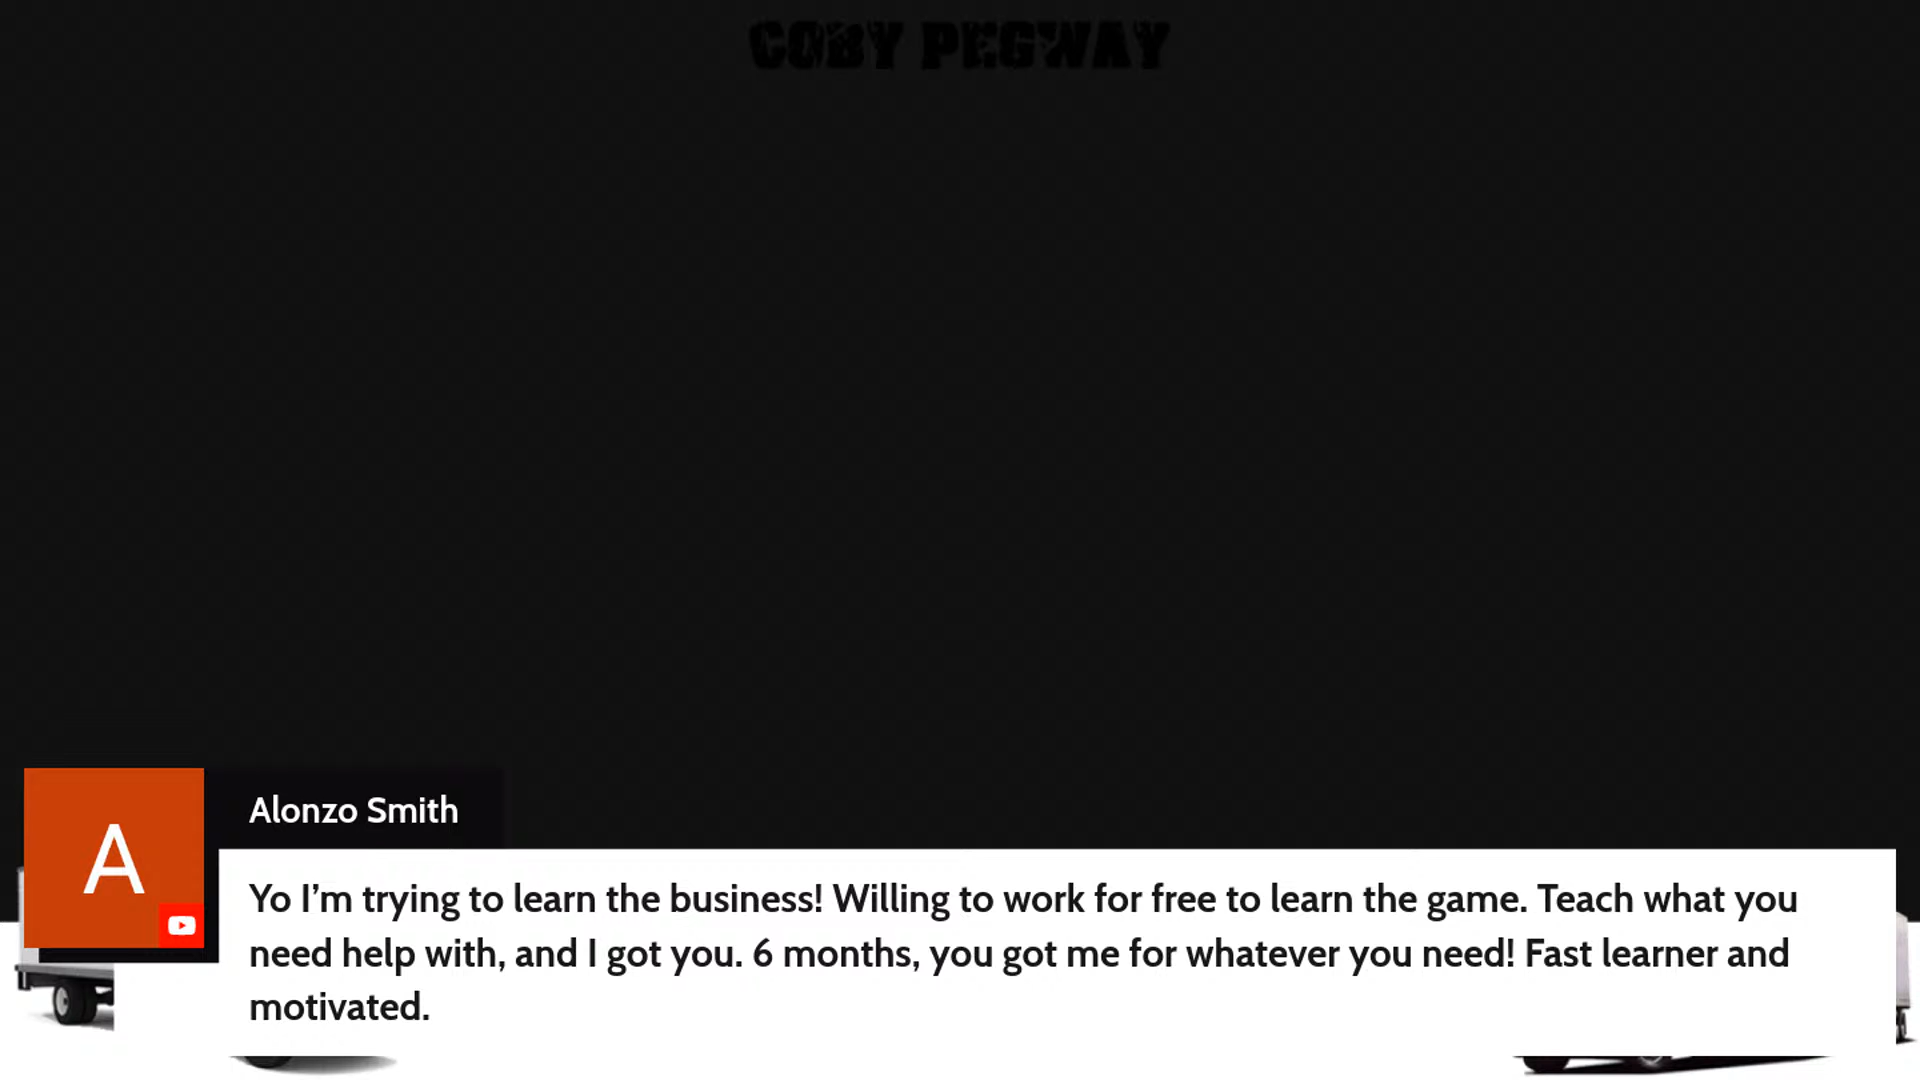 COBY PEGWAY
A
Alonzo Smith
Yo I’m trying to learn the business! Willing to work for free to learn the game. Teach what you
need help with, and I got you. 6 months, you got me for whatever you need! Fast learner and
motivated.